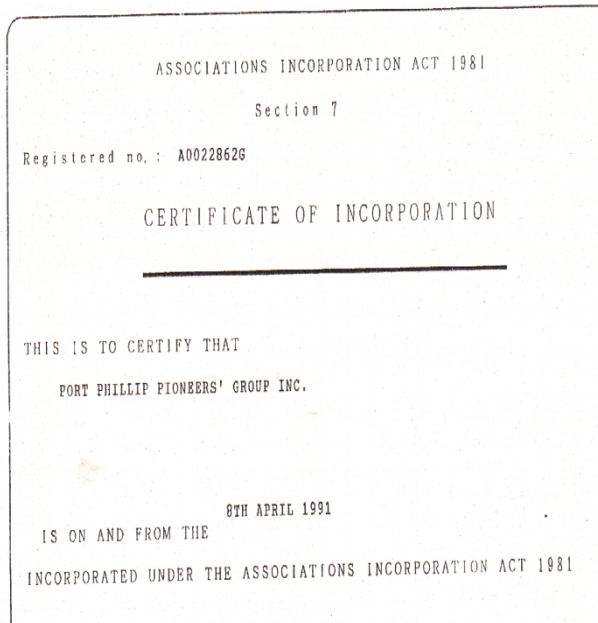 ASSOCIATIONS INCORPORATION ACT 1981
Section 7
Registered no. : A0022862G
CERTIFICATE OF INCORPORATION
THIS IS TO CERTIFY THAT
PORT PHILLIP PIONEERS' GROUP INC.
8TH APRIL 1991
IS ON AND FROM THE
INCORPORATED UNDER THE ASSOCIATIONS INCORPORATION ACT 1981